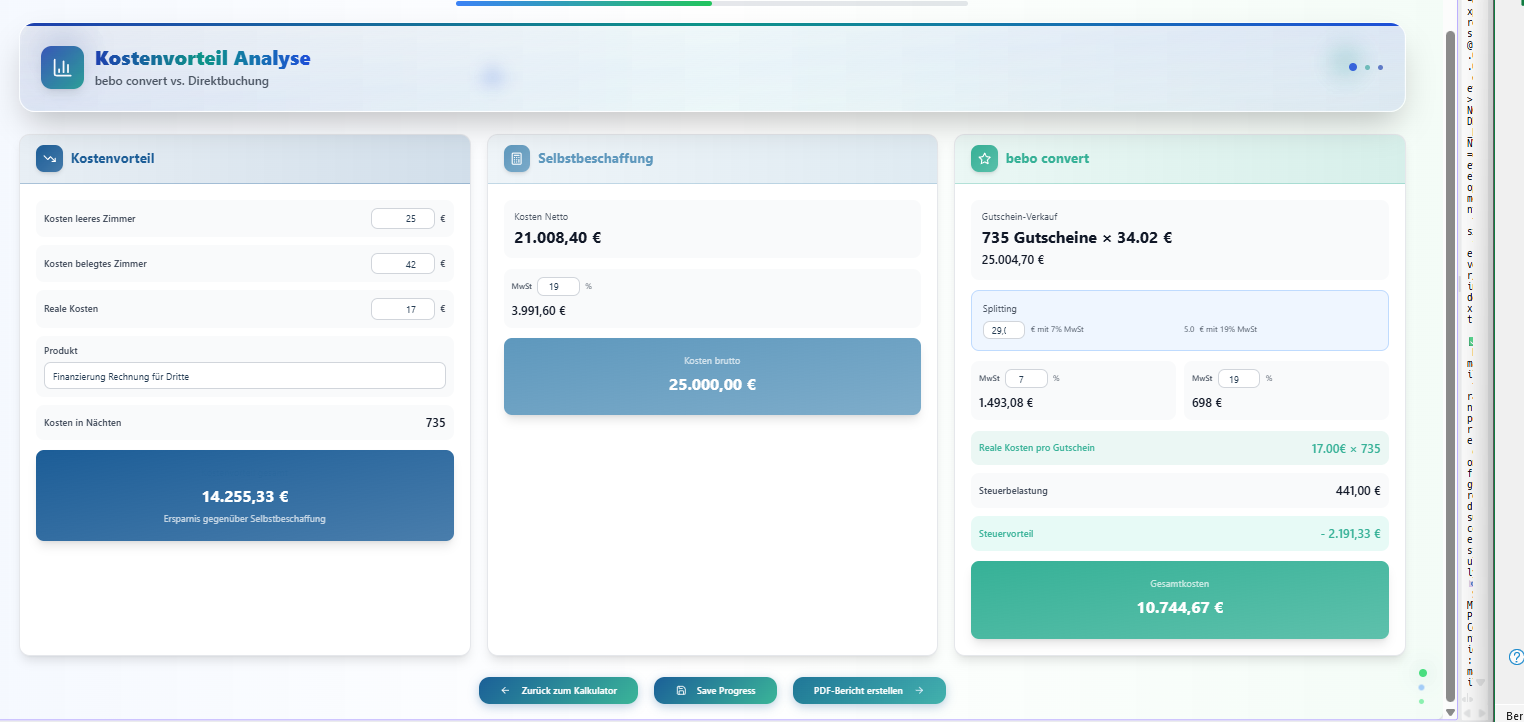 Kostenvorteil Analyse
bebo convert vs. Direktbuchung
Kostenvorteil
Kosten leeres Zimmer 25 €
Kosten belegtes Zimmer 42 €
Reale Kosten 17 €
Produkt
Finanzierung Rechnung für Dritte
Kosten in Nächten 735
14.255,33 €
Ersparnis gegenüber Selbstbeschaffung
Selbstbeschaffung
Kosten Netto
21.008,40 €
MwSt 19 %
3.991,60 €
Kosten brutto
25.000,00 €
bebo convert
Gutschein-Verkauf
735 Gutscheine × 34.02 €
25.004,70 €
Splitting
29,( € mit 7% MwSt 5.0 € mit 19% MwSt
MwSt 7 % MwSt 19 %
1.493,08 € 698 €
Reale Kosten pro Gutschein 17.00€ × 735
Steuerbelastung 441,00 €
Steuervorteil - 2.191,33 €
Gesamtkosten
10.744,67 €
← Zurück zum Kalkulator
Save Progress
PDF-Bericht erstellen →
Ber